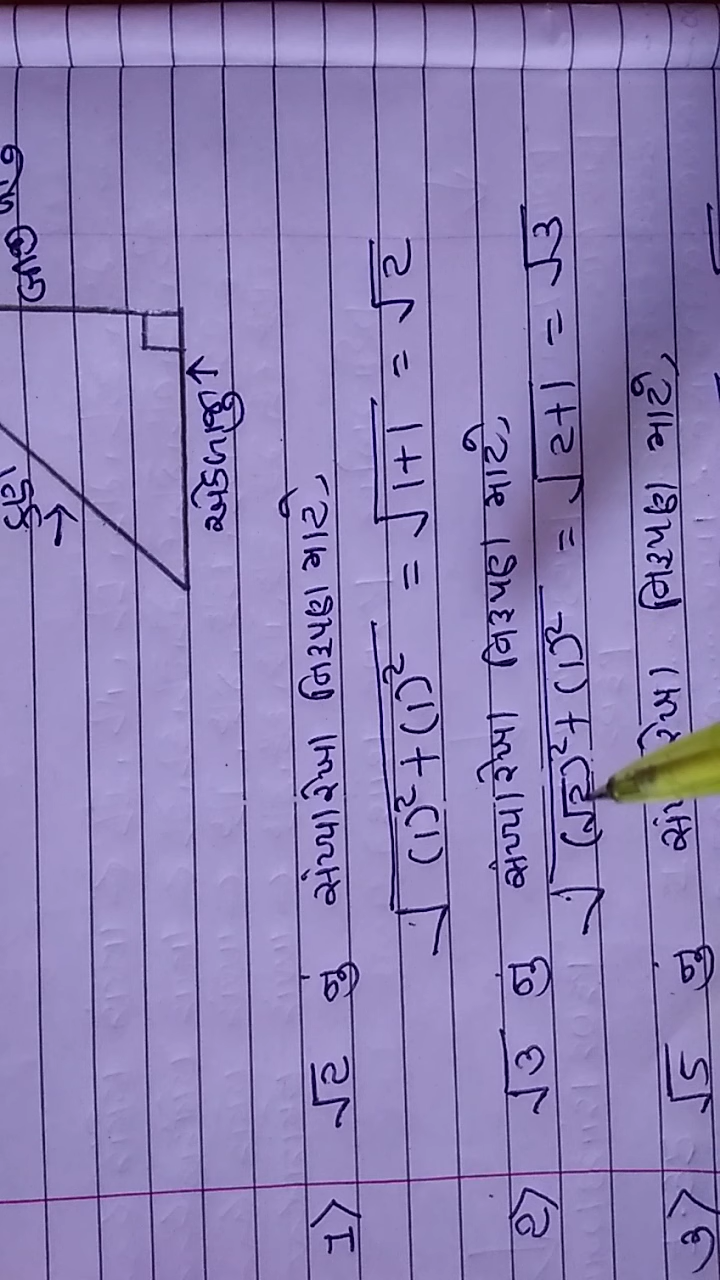 બીજી બાજુ
કર્ણ
એકબાજુ
1> √2 નું સંખ્યારેખા નિરૂપણ માટે,
√(1)² + (1)² = √1+1 = √2
2> √3 નું સંખ્યારેખા નિરૂપણ માટે,
√(√2)² + (1)² = √2+1 = √3
3> √5 નું સંખ્યારેખા નિરૂપણ માટે,